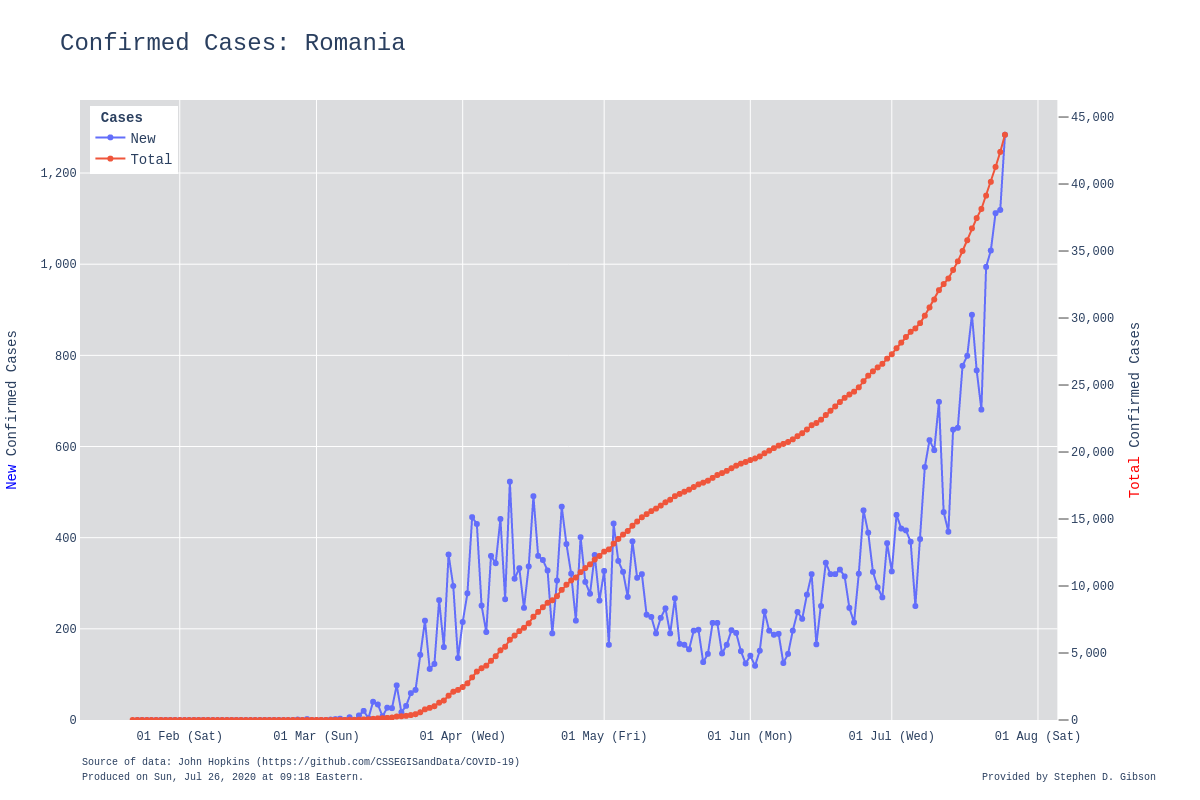 Confirmed Cases: Romania
Cases
New
Total
1,200
1,000
800
600
400
200
0
New Confirmed Cases
45,000
40,000
35,000
30,000
25,000
20,000
15,000
10,000
5,000
0
Total Confirmed Cases
01 Feb (Sat)
01 Mar (Sun)
01 Apr (Wed)
01 May (Fri)
01 Jun (Mon)
01 Jul (Wed)
01 Aug (Sat)
Source of data: John Hopkins (https://github.com/CSSEGISandData/COVID-19)
Produced on Sun, Jul 26, 2020 at 09:18 Eastern.
Provided by Stephen D. Gibson